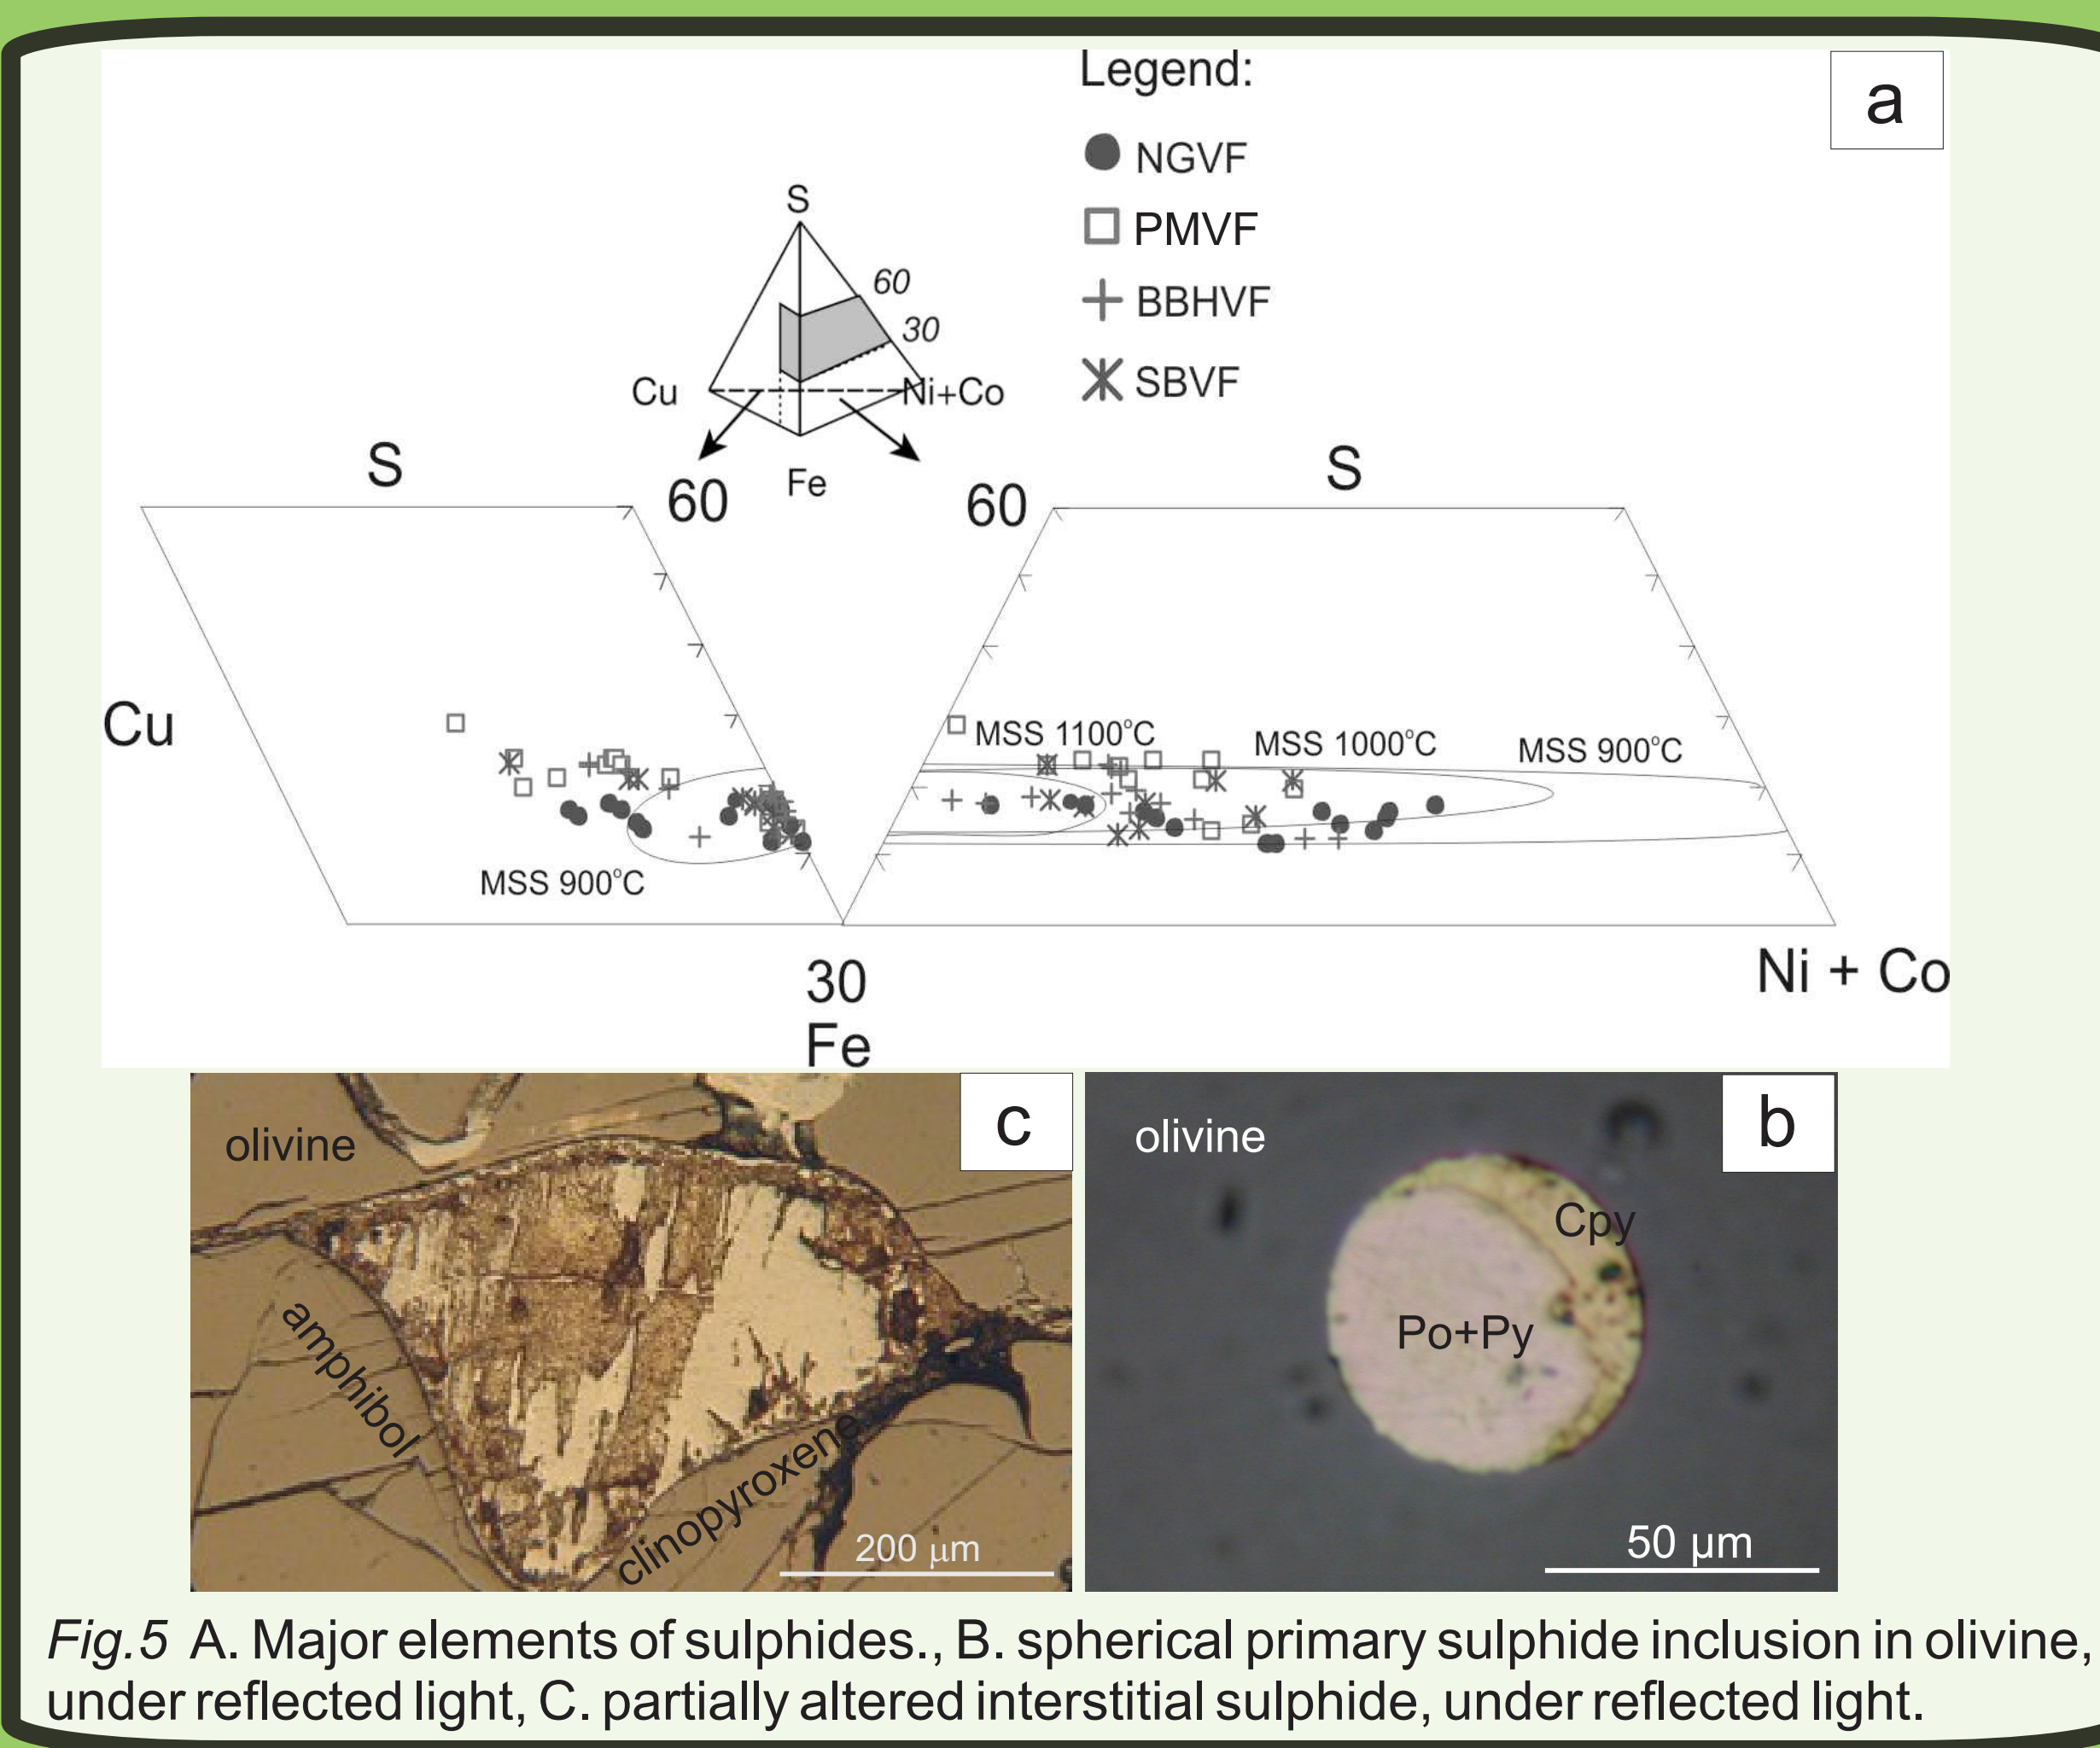 Legend:
a
NGVF
PMVF
BBHVF
SBVF
S
60
30
Cu
Ni+Co
Fe
S
60
60
S
Cu
MSS 1100°C
MSS 1000°C
MSS 900°C
MSS 900°C
30
Fe
Ni + Co
c
olivine
amphibol
clinopyroxene
200 µm
b
olivine
Cpy
Po+Py
50 µm
Fig.5 A. Major elements of sulphides., B. spherical primary sulphide inclusion in olivine,
under reflected light, C. partially altered interstitial sulphide, under reflected light.